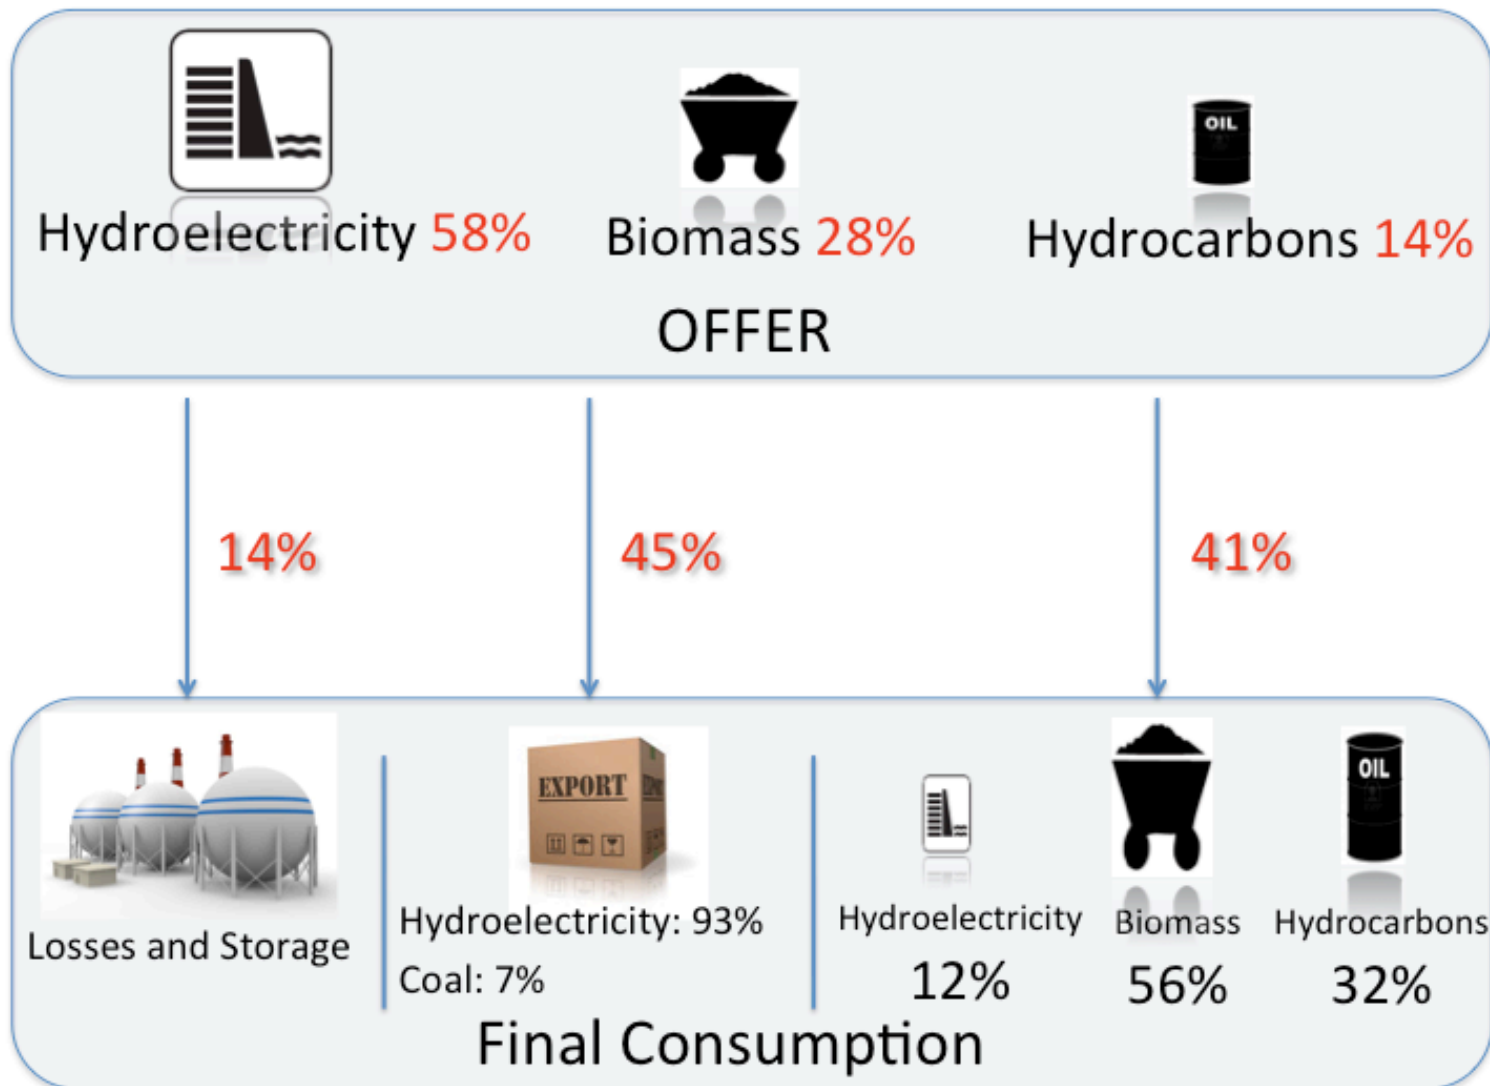 OIL
Hydroelectricity 58%
Biomass 28%
Hydrocarbons 14%
OFFER
14%
45%
41%
EXPORT
OIL
Losses and Storage
Hydroelectricity: 93%
Coal: 7%
Hydroelectricity
12%
Biomass
56%
Hydrocarbons
32%
Final Consumption